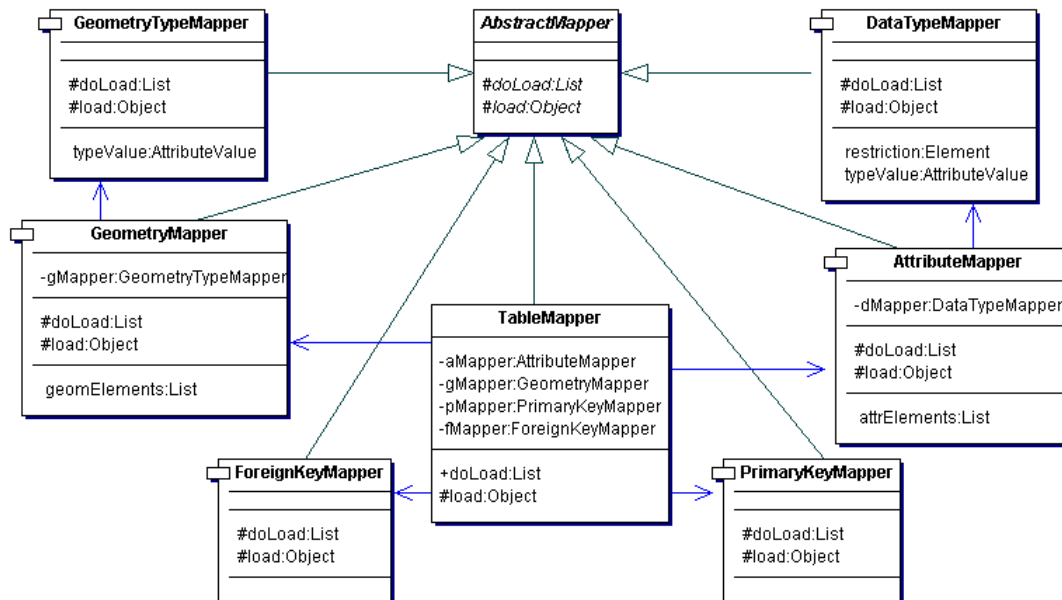 GeometryTypeMapper
#doLoad:List
#load:Object
typeValue:AttributeValue
AbstractMapper
#doLoad:List
#load:Object
DataTypeMapper
#doLoad:List
#load:Object
restriction:Element
typeValue:AttributeValue
GeometryMapper
-gMapper:GeometryTypeMapper
#doLoad:List
#load:Object
geomElements:List
TableMapper
-aMapper:AttributeMapper
-gMapper:GeometryMapper
-pMapper:PrimaryKeyMapper
-fMapper:ForeignKeyMapper
+doLoad:List
#load:Object
AttributeMapper
-dMapper:DataTypeMapper
#doLoad:List
#load:Object
attrElements:List
ForeignKeyMapper
#doLoad:List
#load:Object
PrimaryKeyMapper
#doLoad:List
#load:Object